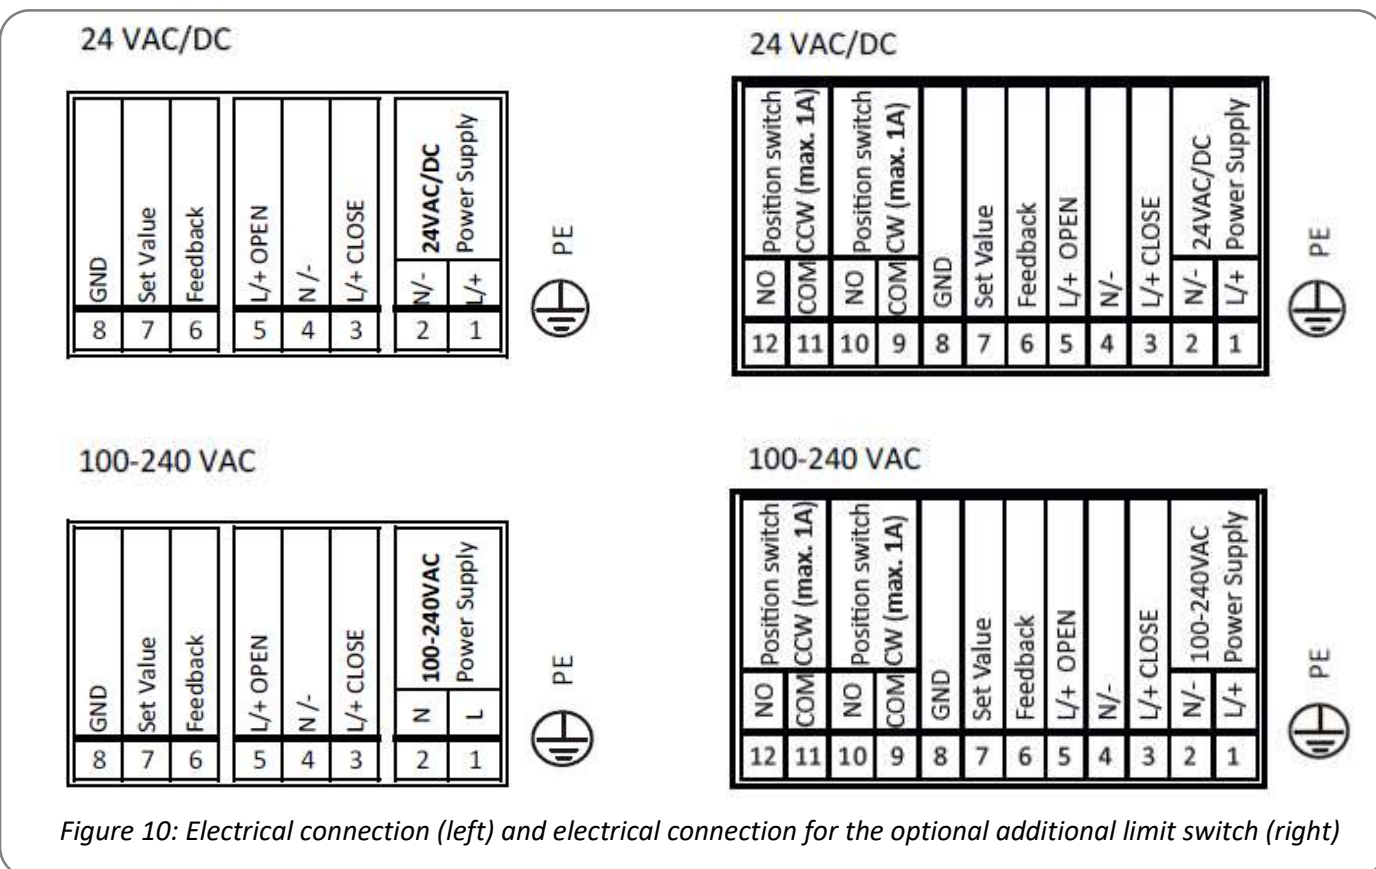 24 VAC/DC
GND
Set Value
Feedback
L/+ OPEN
N /-
L/+ CLOSE
24VAC/DC
Power Supply
N/-
L/+
8 7 6 5 4 3 2 1
PE
24 VAC/DC
Position switch
CCW (max. 1A)
Position switch
CW (max. 1A)
NO
COM
NO
COM
GND
Set Value
Feedback
L/+ OPEN
N/-
L/+ CLOSE
24VAC/DC
Power Supply
N/-
L/+
12 11 10 9 8 7 6 5 4 3 2 1
PE
100-240 VAC
GND
Set Value
Feedback
L/+ OPEN
N /-
L/+ CLOSE
100-240VAC
Power Supply
N
L
8 7 6 5 4 3 2 1
PE
100-240 VAC
Position switch
CCW (max. 1A)
Position switch
CW (max. 1A)
NO
COM
NO
COM
GND
Set Value
Feedback
L/+ OPEN
N/-
L/+ CLOSE
100-240VAC
Power Supply
N/-
L/+
12 11 10 9 8 7 6 5 4 3 2 1
PE
Figure 10: Electrical connection (left) and electrical connection for the optional additional limit switch (right)